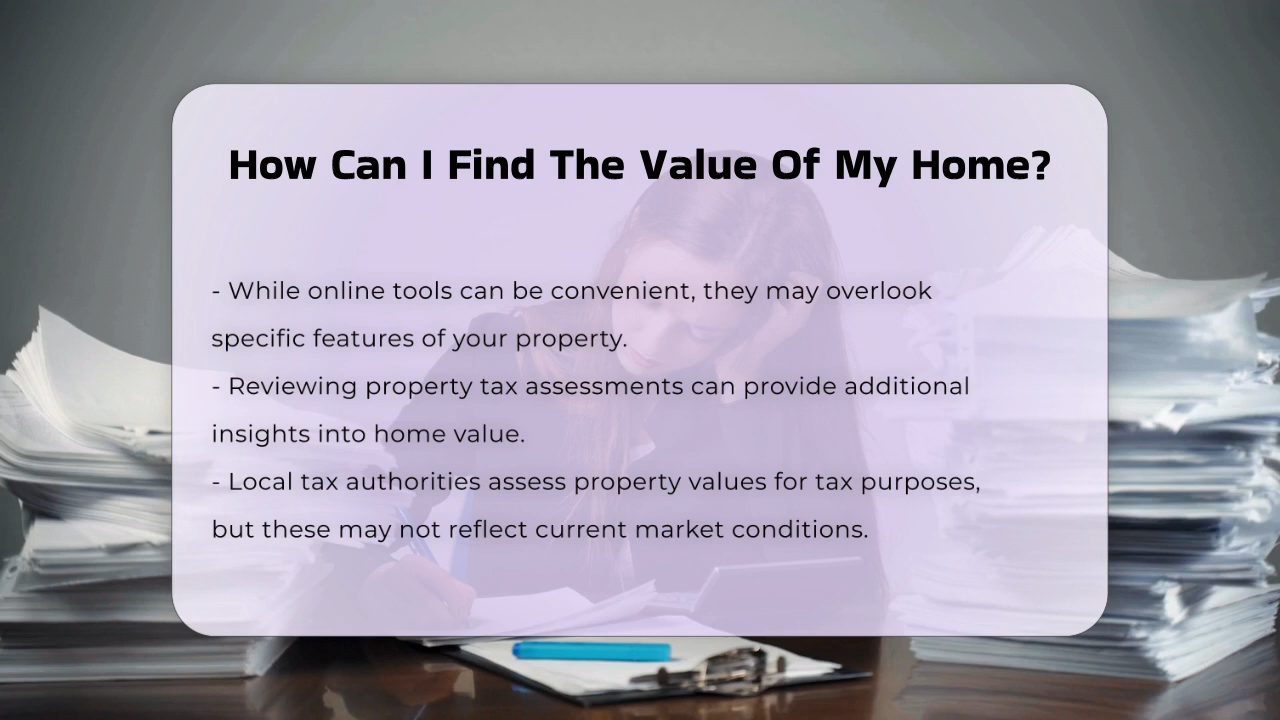 How Can I Find The Value Of My Home?
- While online tools can be convenient, they may overlook
specific features of your property.
- Reviewing property tax assessments can provide additional
insights into home value.
- Local tax authorities assess property values for tax purposes,
but these may not reflect current market conditions.